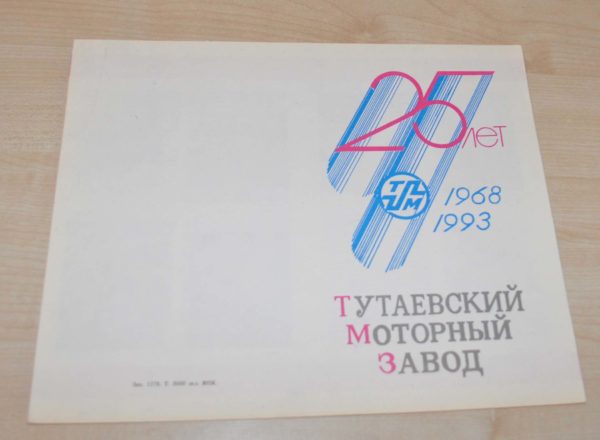 25 лет
ТМ
1968
1993
ТУТАЕВСКИЙ
МОТОРНЫЙ
ЗАВОД